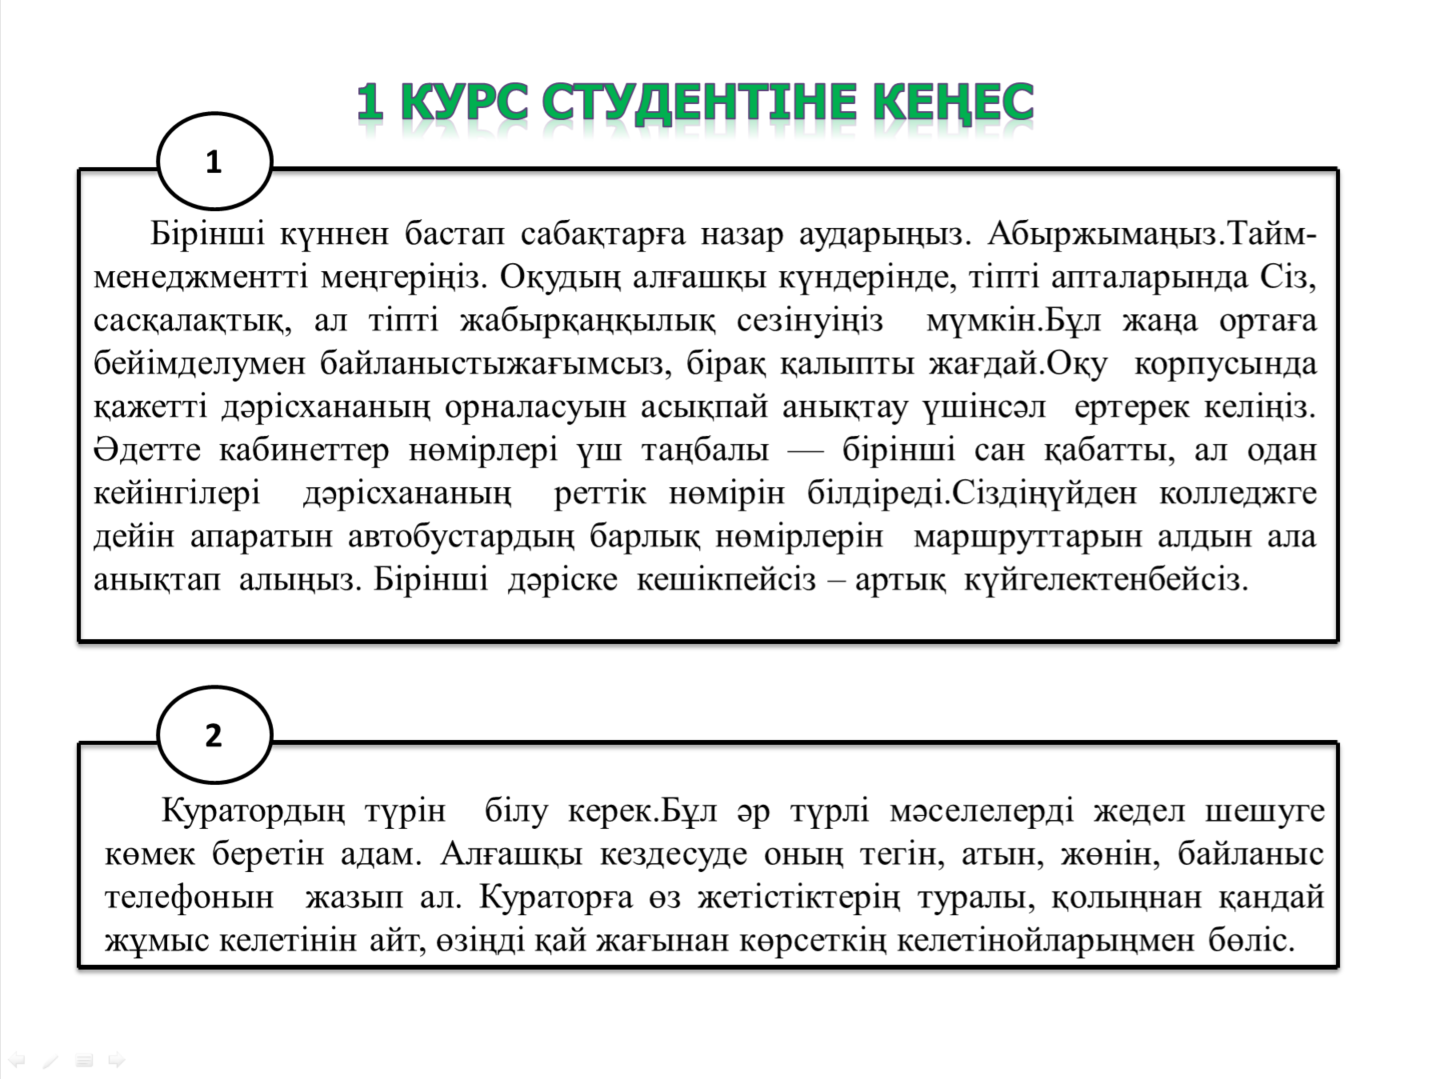 1 КУРС СТУДЕНТІНЕ КЕҢЕС
1
Бірінші күннен бастап сабақтарға назар аударыңыз. Абыржымаңыз.Тайм-
менеджментті меңгеріңіз. Оқудың алғашқы күндерінде, тіпті апталарында Сіз,
сасқалақтық, ал тіпті жабырқаңқылық сезінуіңіз мүмкін.Бұл жаңа ортаға
бейімделумен байланыстыжағымсыз, бірақ қалыпты жағдай.Оқу корпусында
қажетті дәрісхананың орналасуын асықпай анықтау үшінсәл ертерек келіңіз.
Әдетте кабинеттер нөмірлері үш таңбалы — бірінші сан қабатты, ал одан
кейінгілері дәрісхананың реттік нөмірін білдіреді.Сіздіңүйден колледжге
дейін апаратын автобустардың барлық нөмірлерін маршруттарын алдын ала
анықтап алыңыз. Бірінші дәріске кешікпейсіз – артық күйгелектенбейсіз.
2
Куратордың түрін білу керек.Бұл әр түрлі мәселелерді жедел шешуге
көмек беретін адам. Алғашқы кездесуде оның тегін, атын, жөнін, байланыс
телефонын жазып ал. Кураторға өз жетістіктерің туралы, қолыңнан қандай
жұмыс келетінін айт, өзіңді қай жағынан көрсеткің келетінойларыңмен бөліс.